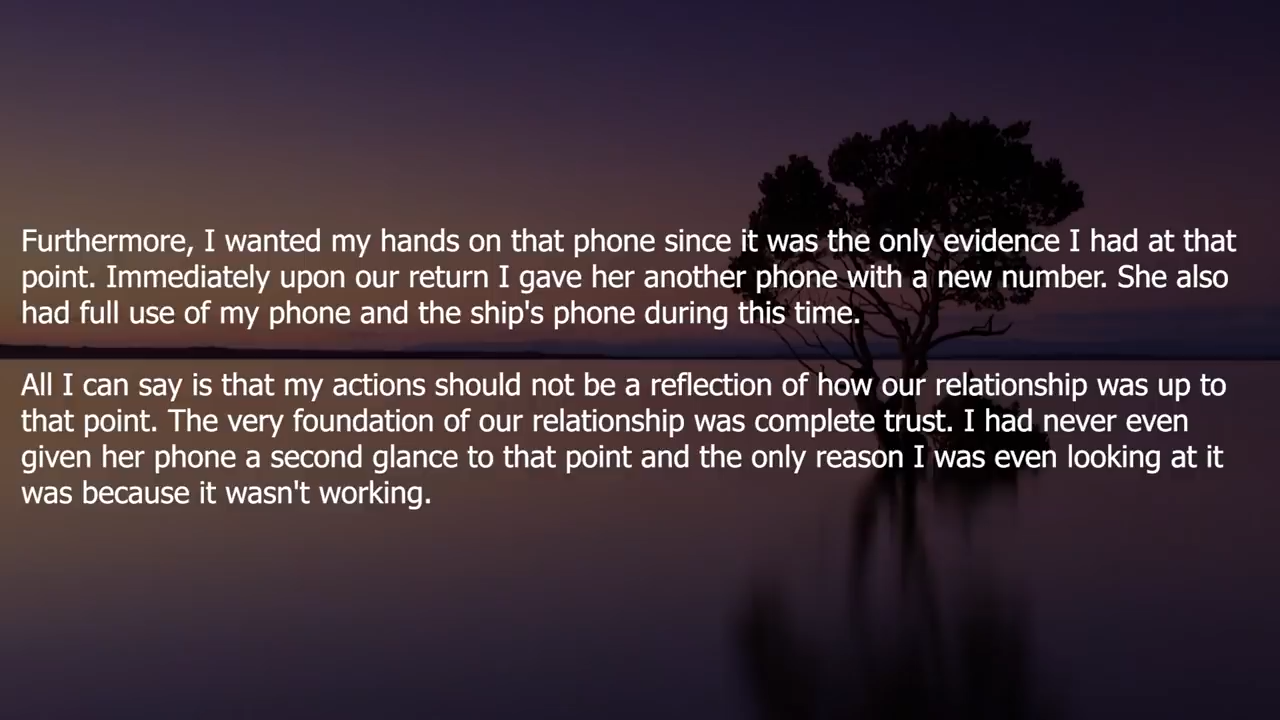 Furthermore, I wanted my hands on that phone since it was the only evidence I had at that
point. Immediately upon our return I gave her another phone with a new number. She also
had full use of my phone and the ship's phone during this time.
All I can say is that my actions should not be a reflection of how our relationship was up to
that point. The very foundation of our relationship was complete trust. I had never even
given her phone a second glance to that point and the only reason I was even looking at it
was because it wasn't working.